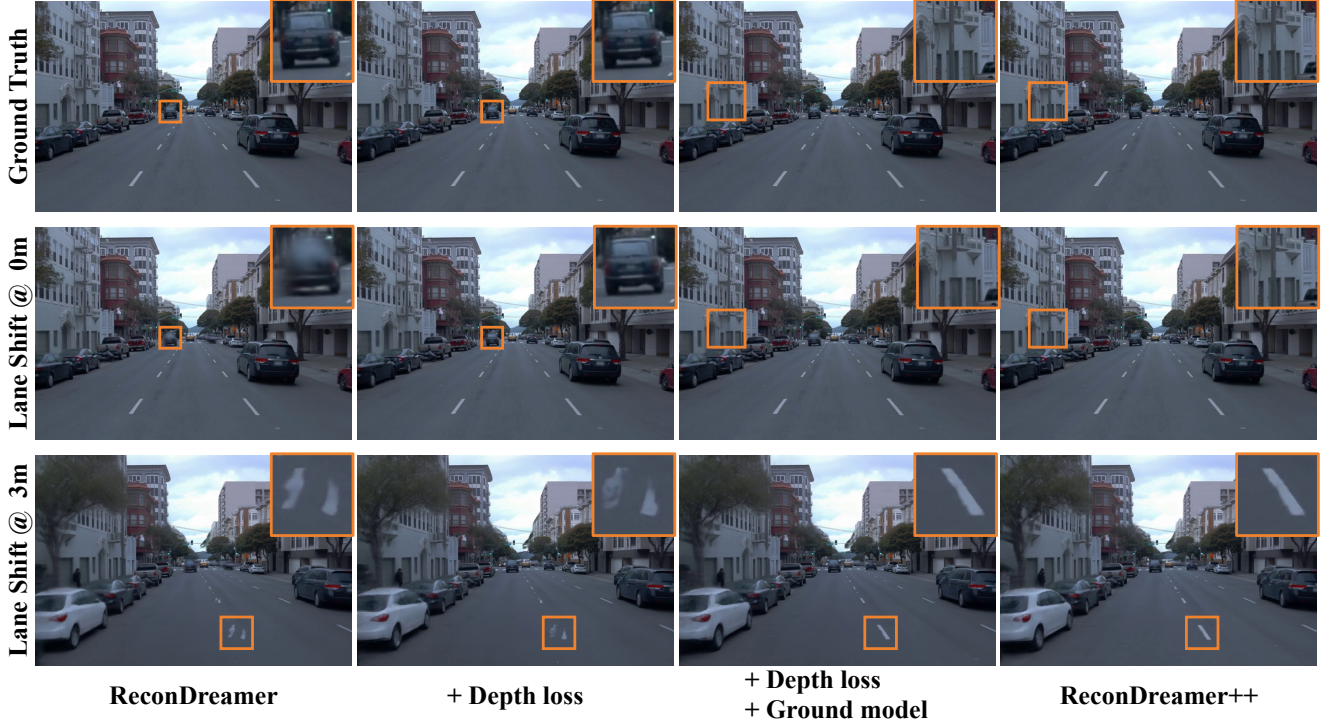 Ground Truth
Lane Shift @ 0m
Lane Shift @ 3m
ReconDreamer
+ Depth loss
+ Depth loss
+ Ground model
ReconDreamer++